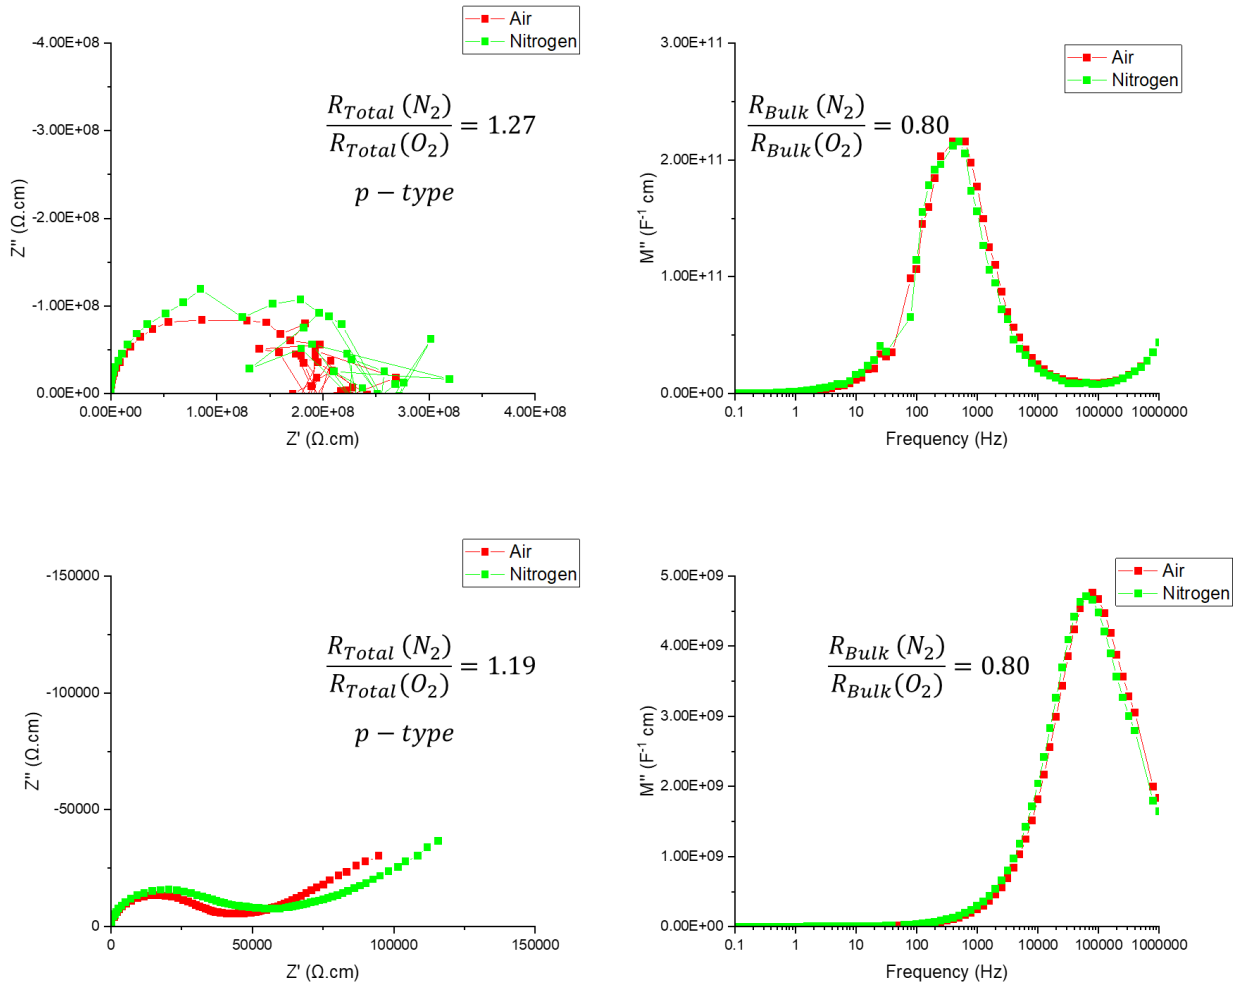 Air
Nitrogen
-4.00E+08
-3.00E+08
-2.00E+08
-1.00E+08
0.00E+00
Z'' (Ω.cm)
R_Total (N_2) / R_Total(O_2) = 1.27
p − type
0.00E+00 1.00E+08 2.00E+08 3.00E+08 4.00E+08
Z' (Ω.cm)
Air
Nitrogen
3.00E+11
2.00E+11
1.00E+11
0.00E+00
M'' (F^-1 cm)
R_Bulk (N_2) / R_Bulk(O_2) = 0.80
0.1 1 10 100 1000 10000 100000 1000000
Frequency (Hz)
Air
Nitrogen
-150000
-100000
-50000
0
Z'' (Ω.cm)
R_Total (N_2) / R_Total(O_2) = 1.19
p − type
0 50000 100000 150000
Z' (Ω.cm)
Air
Nitrogen
5.00E+09
4.00E+09
3.00E+09
2.00E+09
1.00E+09
0.00E+00
M'' (F^-1 cm)
R_Bulk (N_2) / R_Bulk(O_2) = 0.80
0.1 1 10 100 1000 10000 100000 1000000
Frequency (Hz)